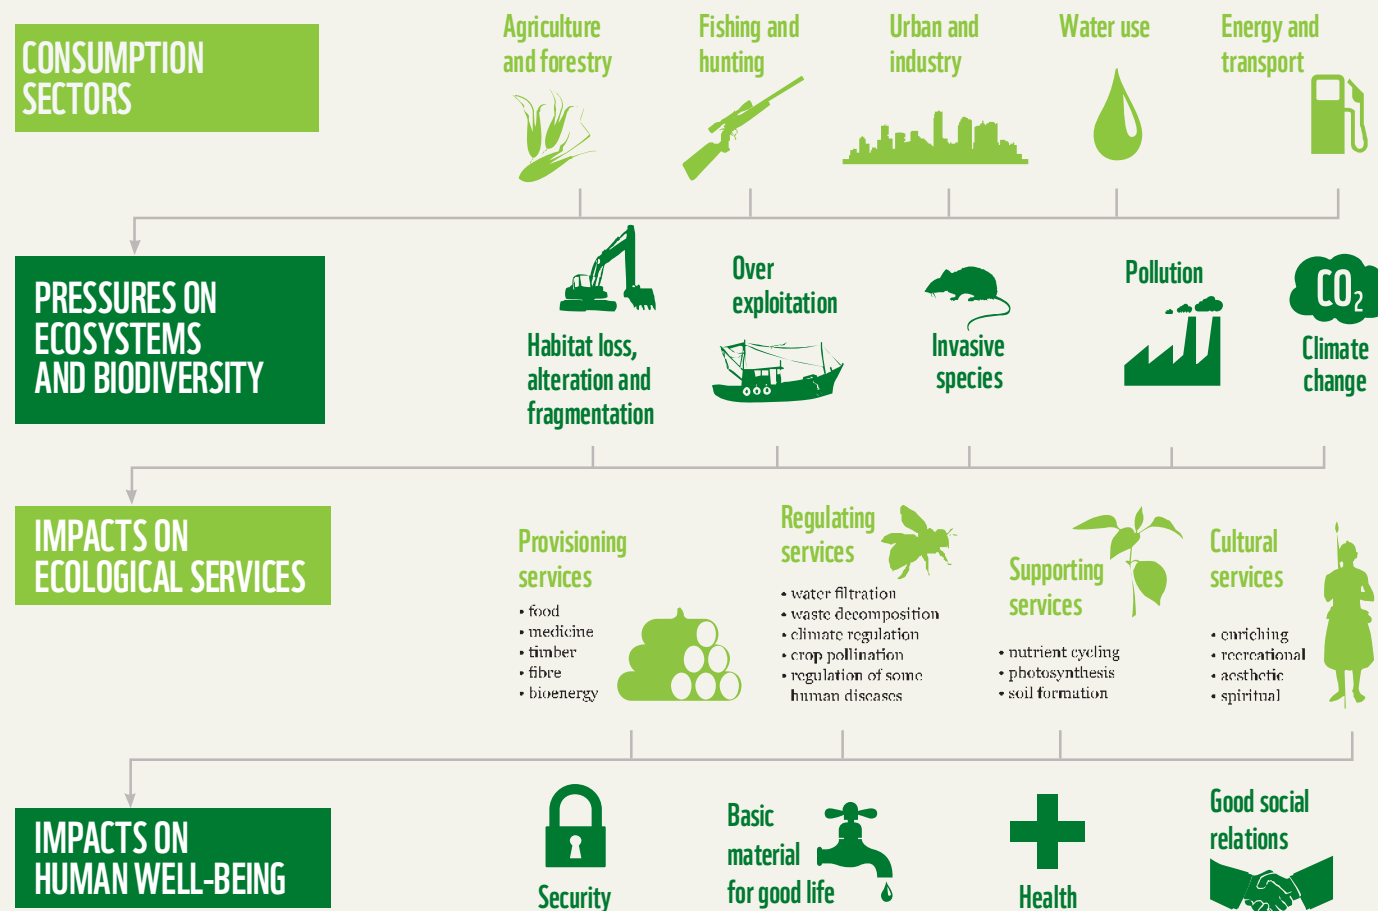 CONSUMPTION
SECTORS
Agriculture
and forestry
Fishing and
hunting
Urban and
industry
Water use
Energy and
transport
PRESSURES ON
ECOSYSTEMS
AND BIODIVERSITY
Habitat loss,
alteration and
fragmentation
Over
exploitation
Invasive
species
Pollution
CO₂
Climate
change
IMPACTS ON
ECOLOGICAL SERVICES
Provisioning
services
• food
• medicine
• timber
• fibre
• bioenergy
Regulating
services
• water filtration
• waste decomposition
• climate regulation
• crop pollination
• regulation of some
human diseases
Supporting
services
• nutrient cycling
• photosynthesis
• soil formation
Cultural
services
• enriching
• recreational
• aesthetic
• spiritual
IMPACTS ON
HUMAN WELL-BEING
Security
Basic
material
for good life
Health
Good social
relations